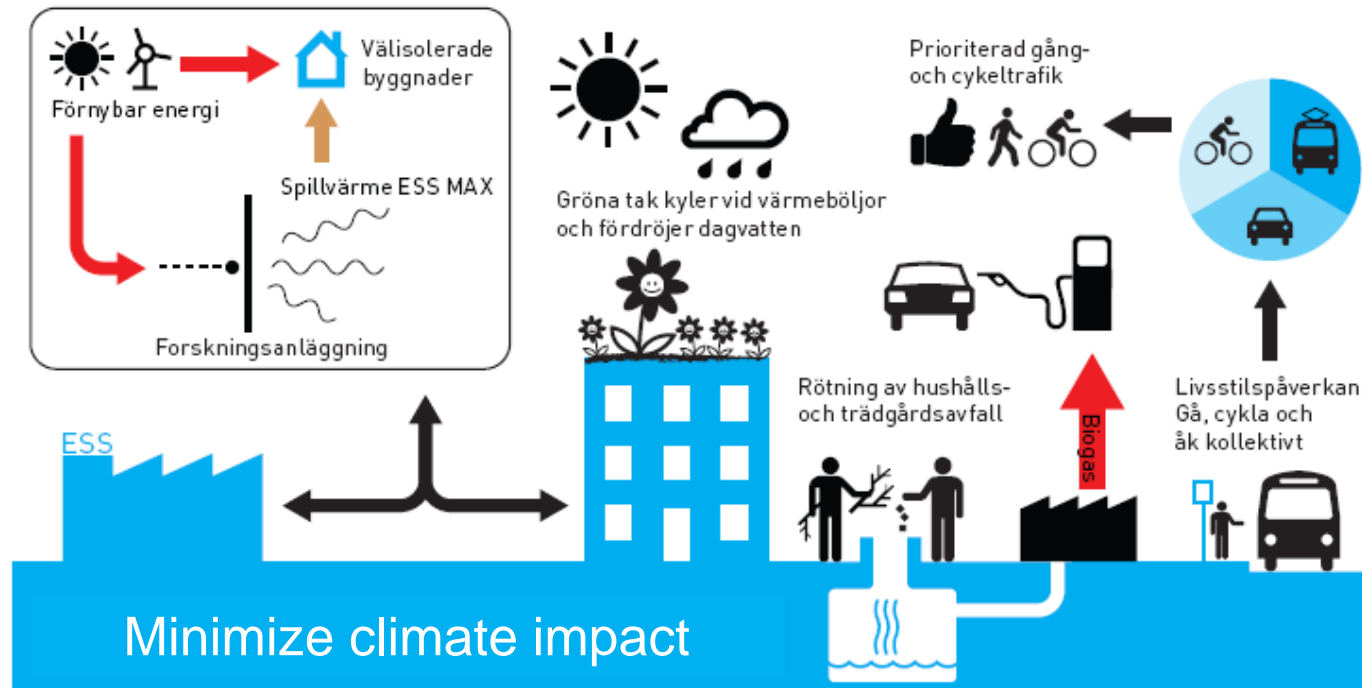 Förnybar energi
Välisolerade
byggnader
Spillvärme ESS MAX
Forskningsanläggning
Gröna tak kyler vid värmeböljor
och fördröjer dagvatten
Prioriterad gång-
och cykeltrafik
Rötning av hushålls-
och trädgårdsavfall
Biogas
Livsstilspåverkan
Gå, cykla och
åk kollektivt
ESS
Minimize climate impact